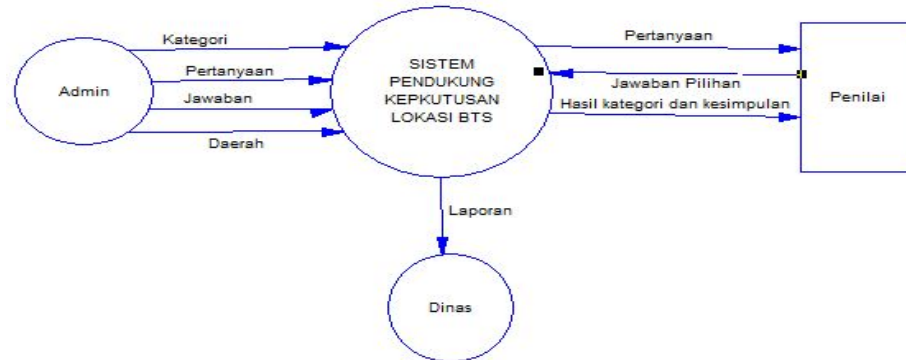 Kategori
Pertanyaan
Jawaban
Daerah
Admin
SISTEM
PENDUKUNG
KEPKUTUSAN
LOKASI BTS
Pertanyaan
Jawaban Pilihan
Hasil kategori dan kesimpulan
Penilai
Laporan
Dinas